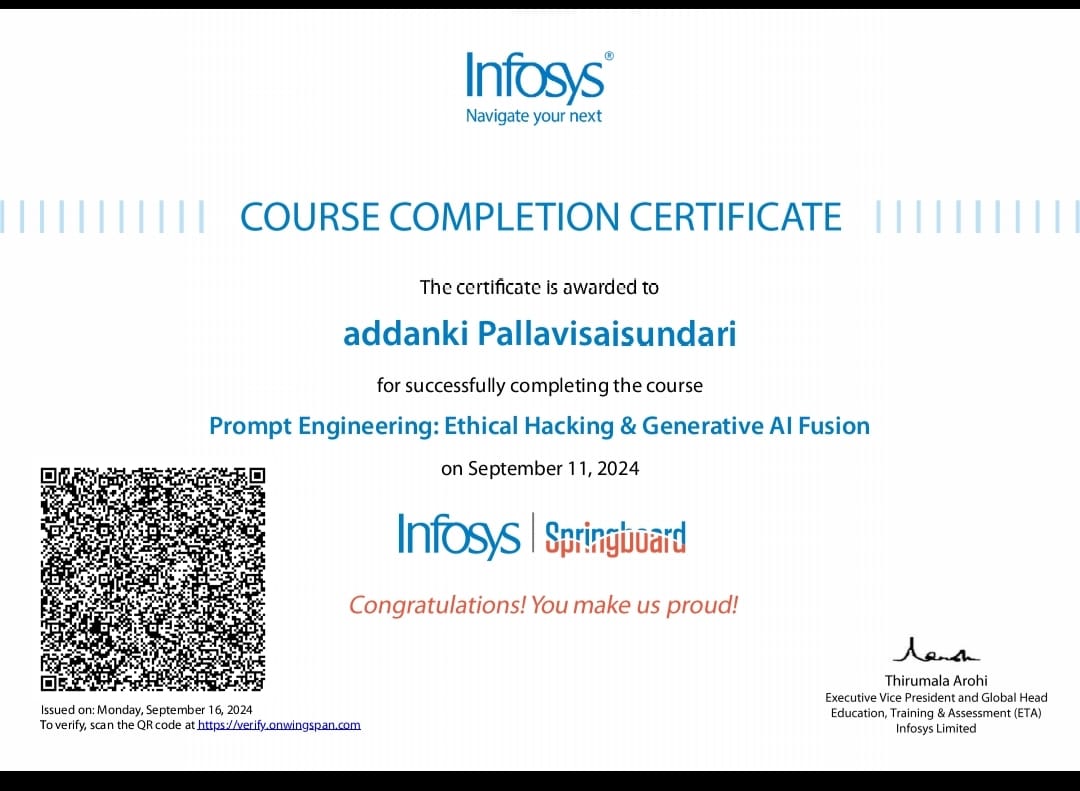 Infosys®
Navigate your next
COURSE COMPLETION CERTIFICATE
The certificate is awarded to
addanki Pallavisaisundari
for successfully completing the course
Prompt Engineering: Ethical Hacking & Generative AI Fusion
on September 11, 2024
Infosys | Springboard
Congratulations! You make us proud!
Issued on: Monday, September 16, 2024
To verify, scan the QR code at https://verify.onwingspan.com
Thirumala Arohi
Executive Vice President and Global Head
Education, Training & Assessment (ETA)
Infosys Limited